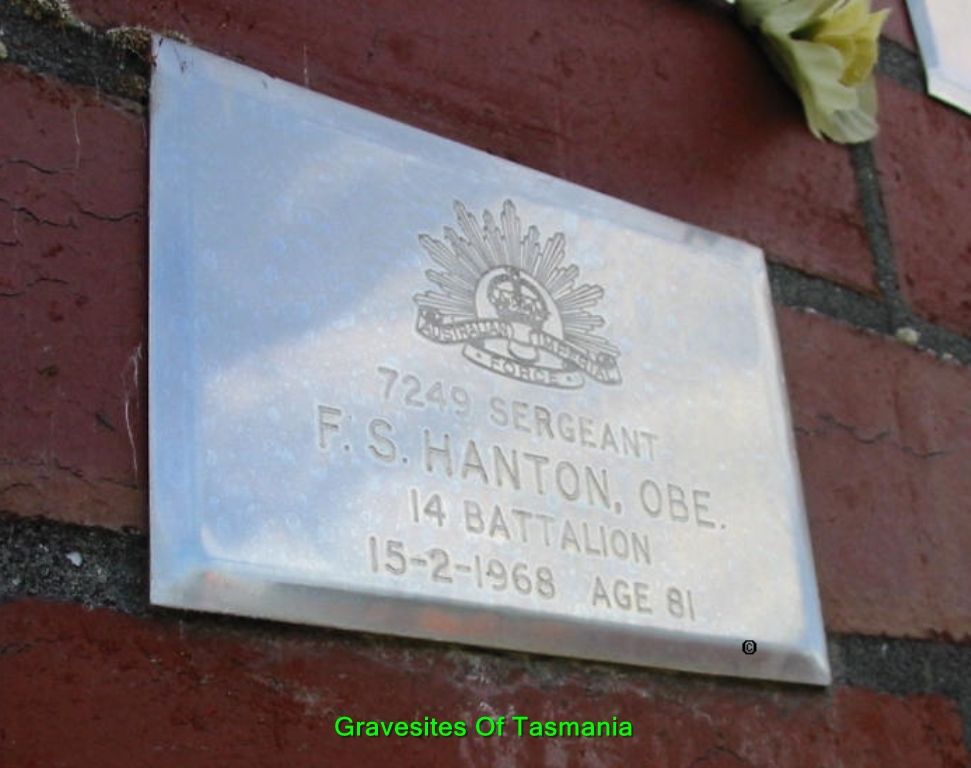 AUSTRALIAN IMPERIAL
FORCE
7249 SERGEANT
F. S. HANTON, OBE.
14 BATTALION
15-2-1968 AGE 81
©
Gravesites Of Tasmania